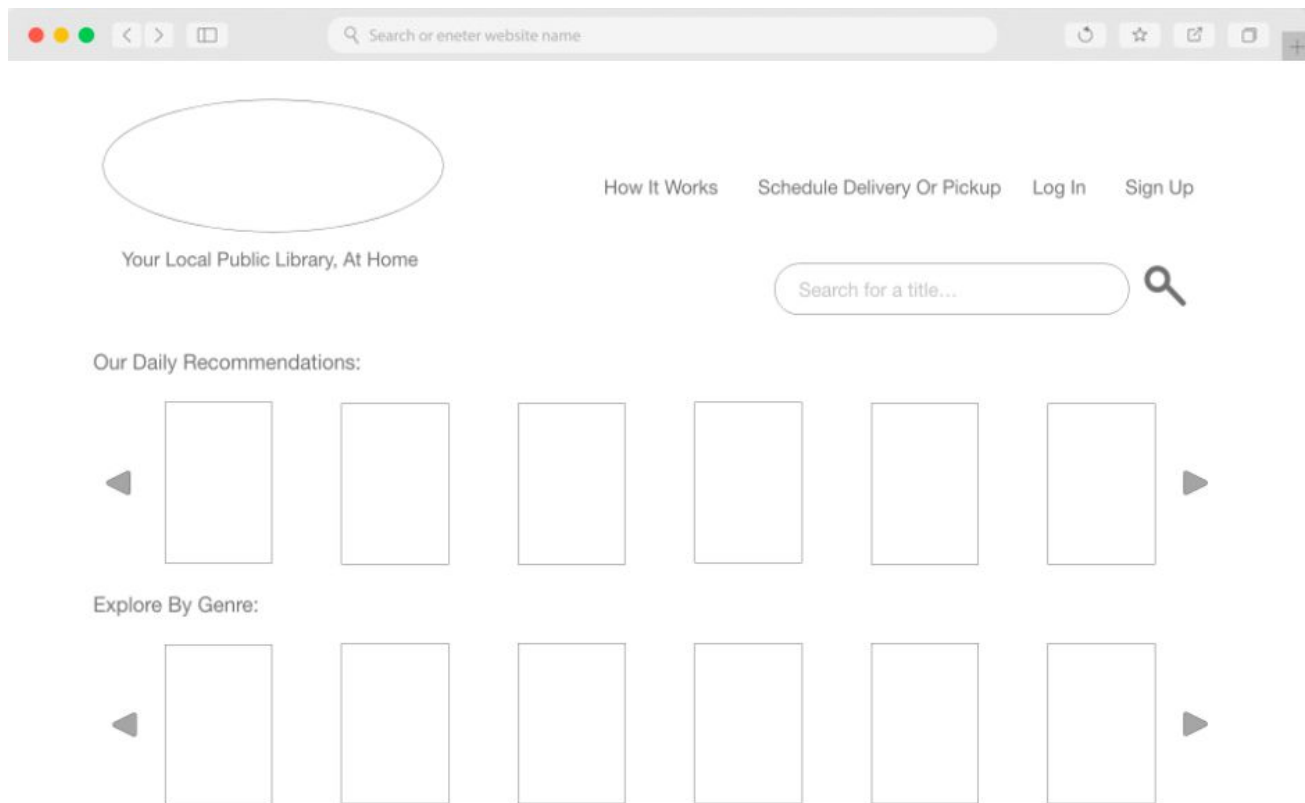 Search or eneter website name
How It Works Schedule Delivery Or Pickup Log In Sign Up
Your Local Public Library, At Home
Search for a title...
Our Daily Recommendations:
Explore By Genre: